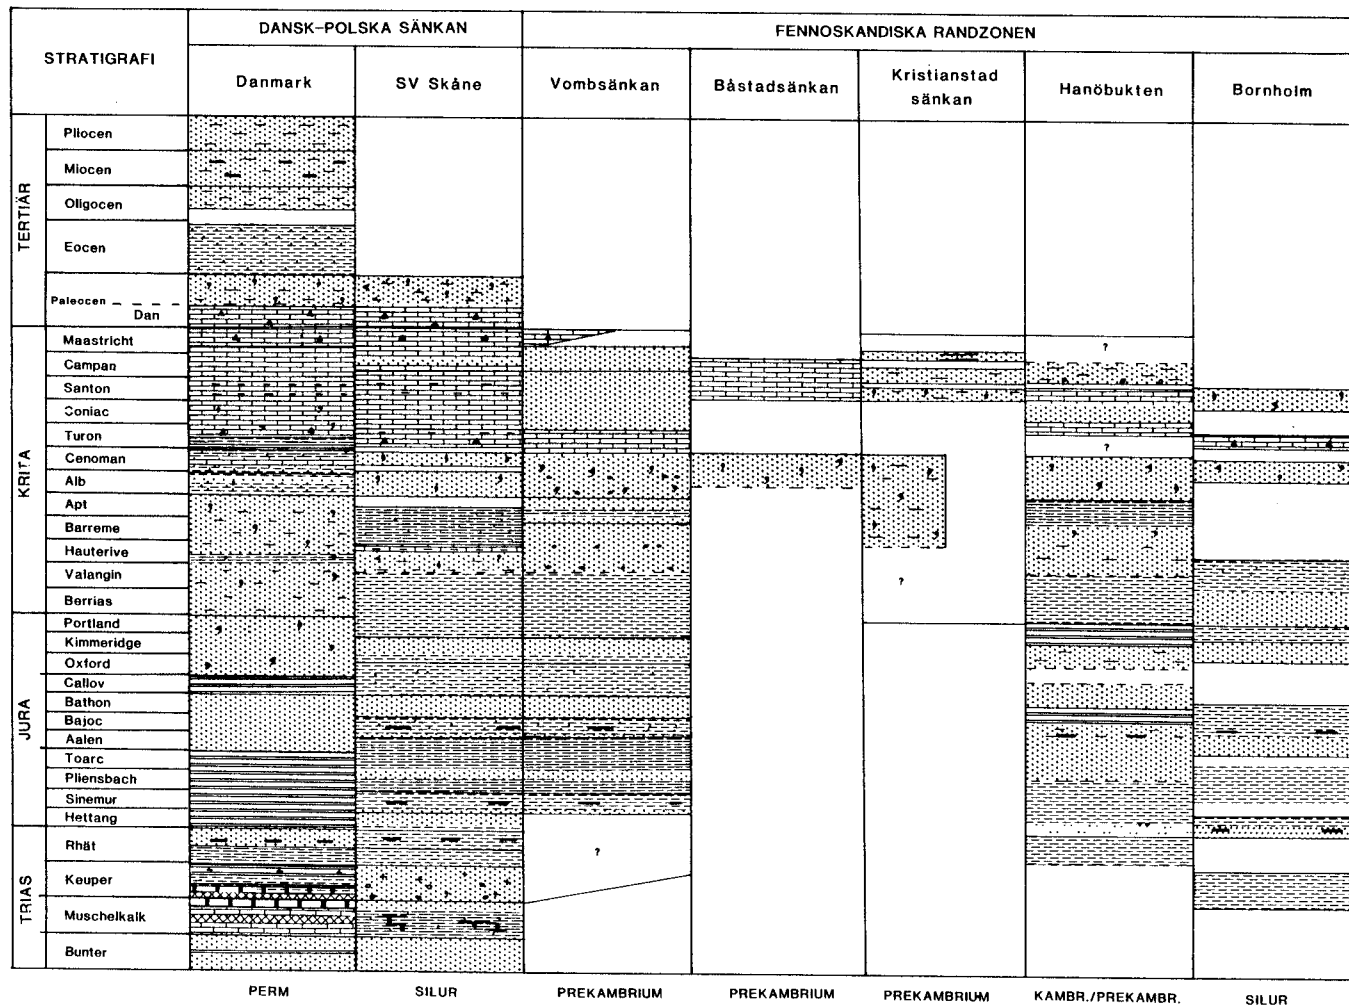 DANSK-POLSKA SÄNKAN
FENNOSKANDISKA RANDZONEN
STRATIGRAFI
Danmark
SV Skåne
Vombsänkan
Båstadsänkan
Kristianstad
sänkan
Hanöbukten
Bornholm
TERTIÄR
Pliocen
Miocen
Oligocen
Eocen
Paleocen
Dan
KRITA
Maastricht
?
Campan
Santon
Coniac
Turon
?
Cenoman
Alb
Apt
Barreme
Hauterive
Valangin
?
Berrias
JURA
Portland
Kimmeridge
Oxford
Callov
Bathon
Bajoc
Aalen
Toarc
Pliensbach
Sinemur
Hettang
TRIAS
Rhät
?
Keuper
Muschelkalk
Bunter
PERM
SILUR
PREKAMBRIUM
PREKAMBRIUM
PREKAMBRIUM
KAMBR./PREKAMBR.
SILUR